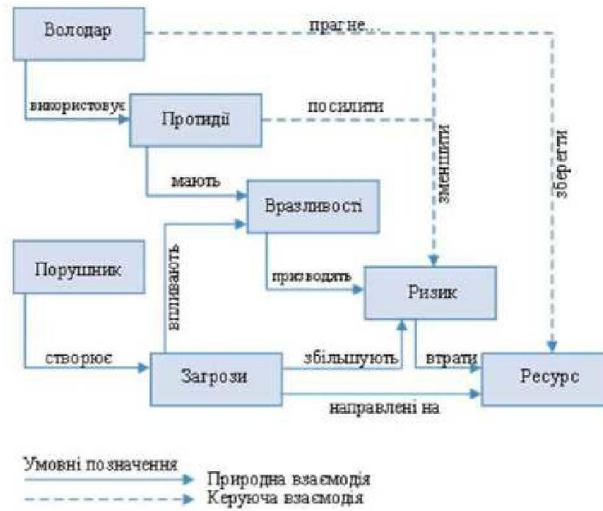 Володар
прагне...
використовує
Протидії
посилити
зменшити
зберегти
мають
Вразливості
Порушник
впливають
призводять
Ризик
створює
Загрози
збільшують
втрати
Ресурс
направлені на
Умовні позначення
Природна взаємодія
Керуюча взаємодія